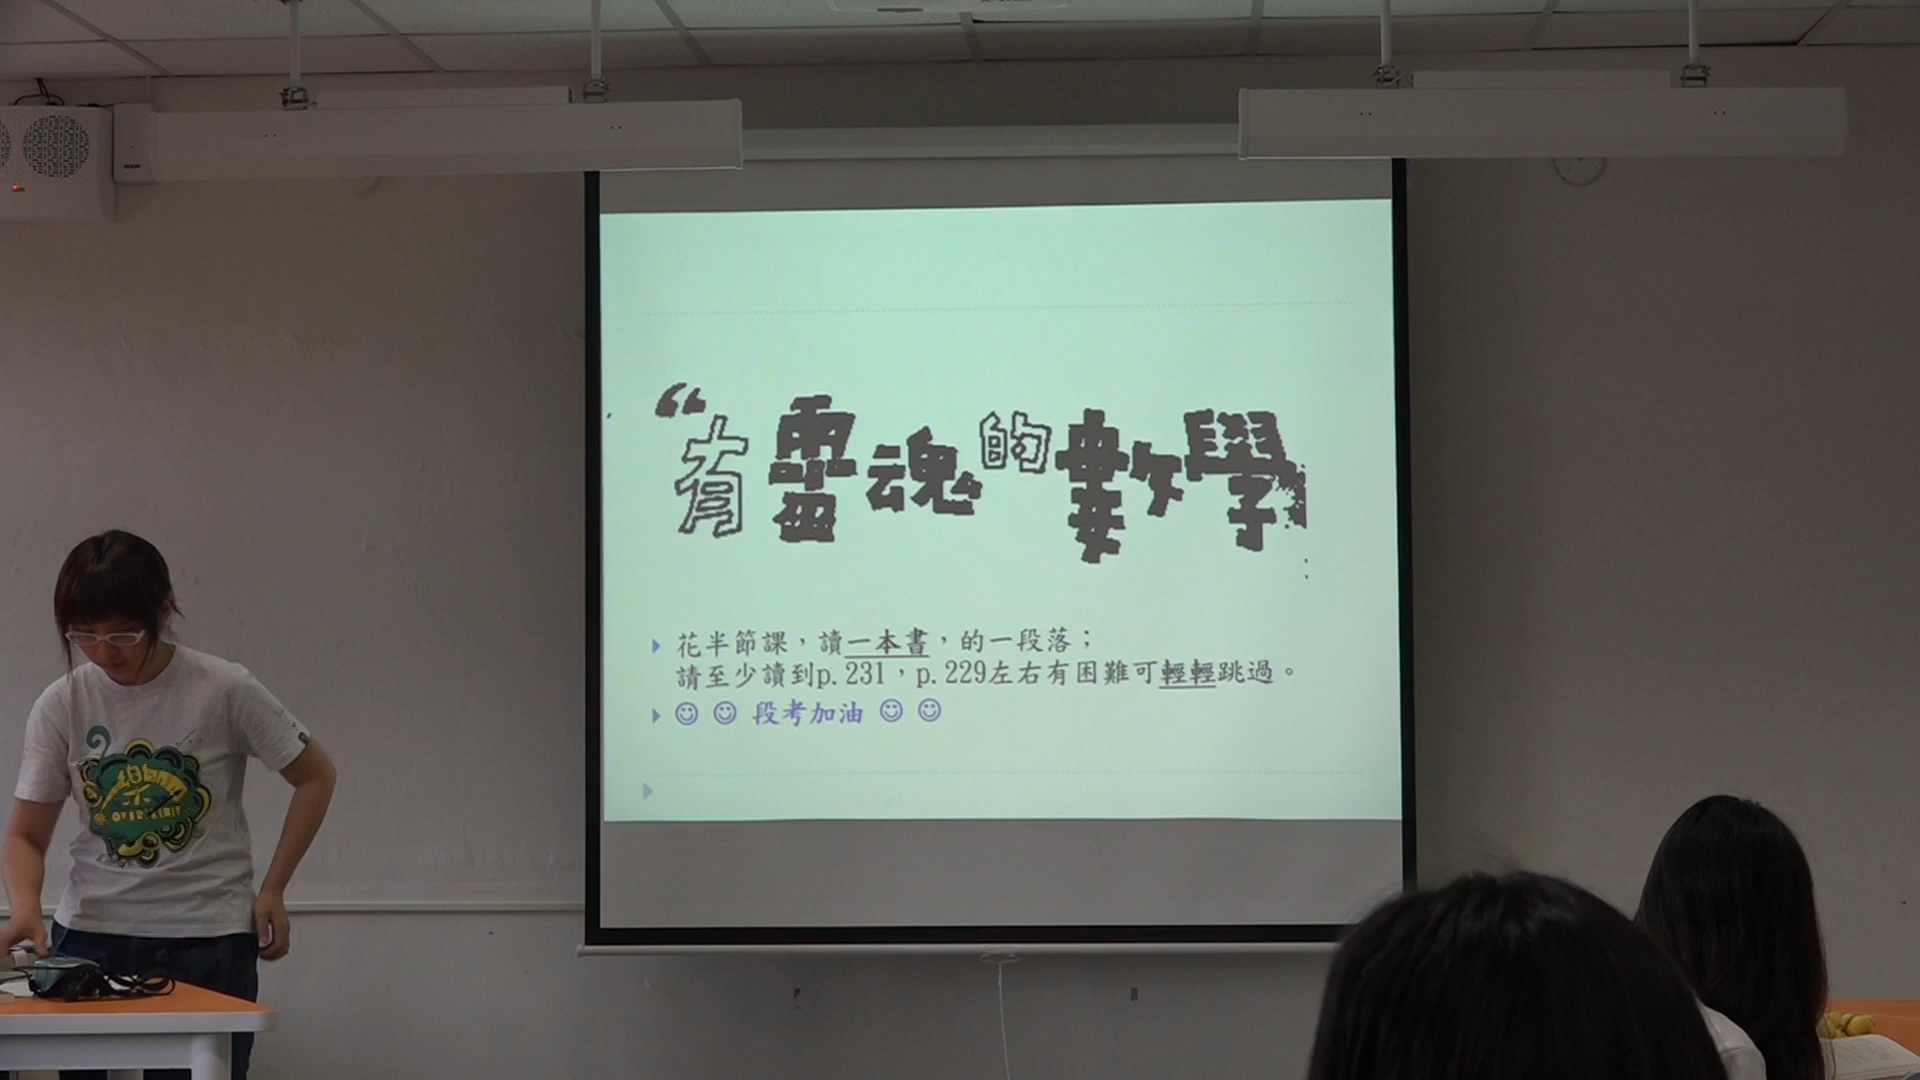 “有靈魂的數學
花半節課，讀一本書，的一段落；
請至少讀到p.231，p.229左右有困難可輕輕跳過。
☺ ☺ 段考加油 ☺ ☺
樂